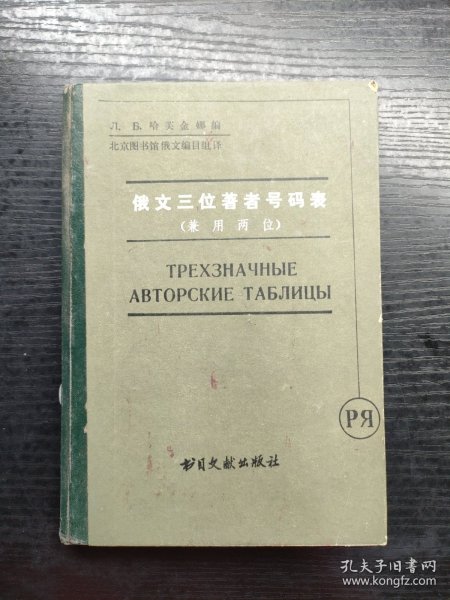 Л. Б.哈芙金娜编
北京图书馆俄文编目组译
俄文三位著者号码表
(兼用两位)
ТРЕХЗНАЧНЫЕ
АВТОРСКИЕ ТАБЛИЦЫ
РЯ
书目文献出版社
孔夫子旧书网
www.kongfz.com